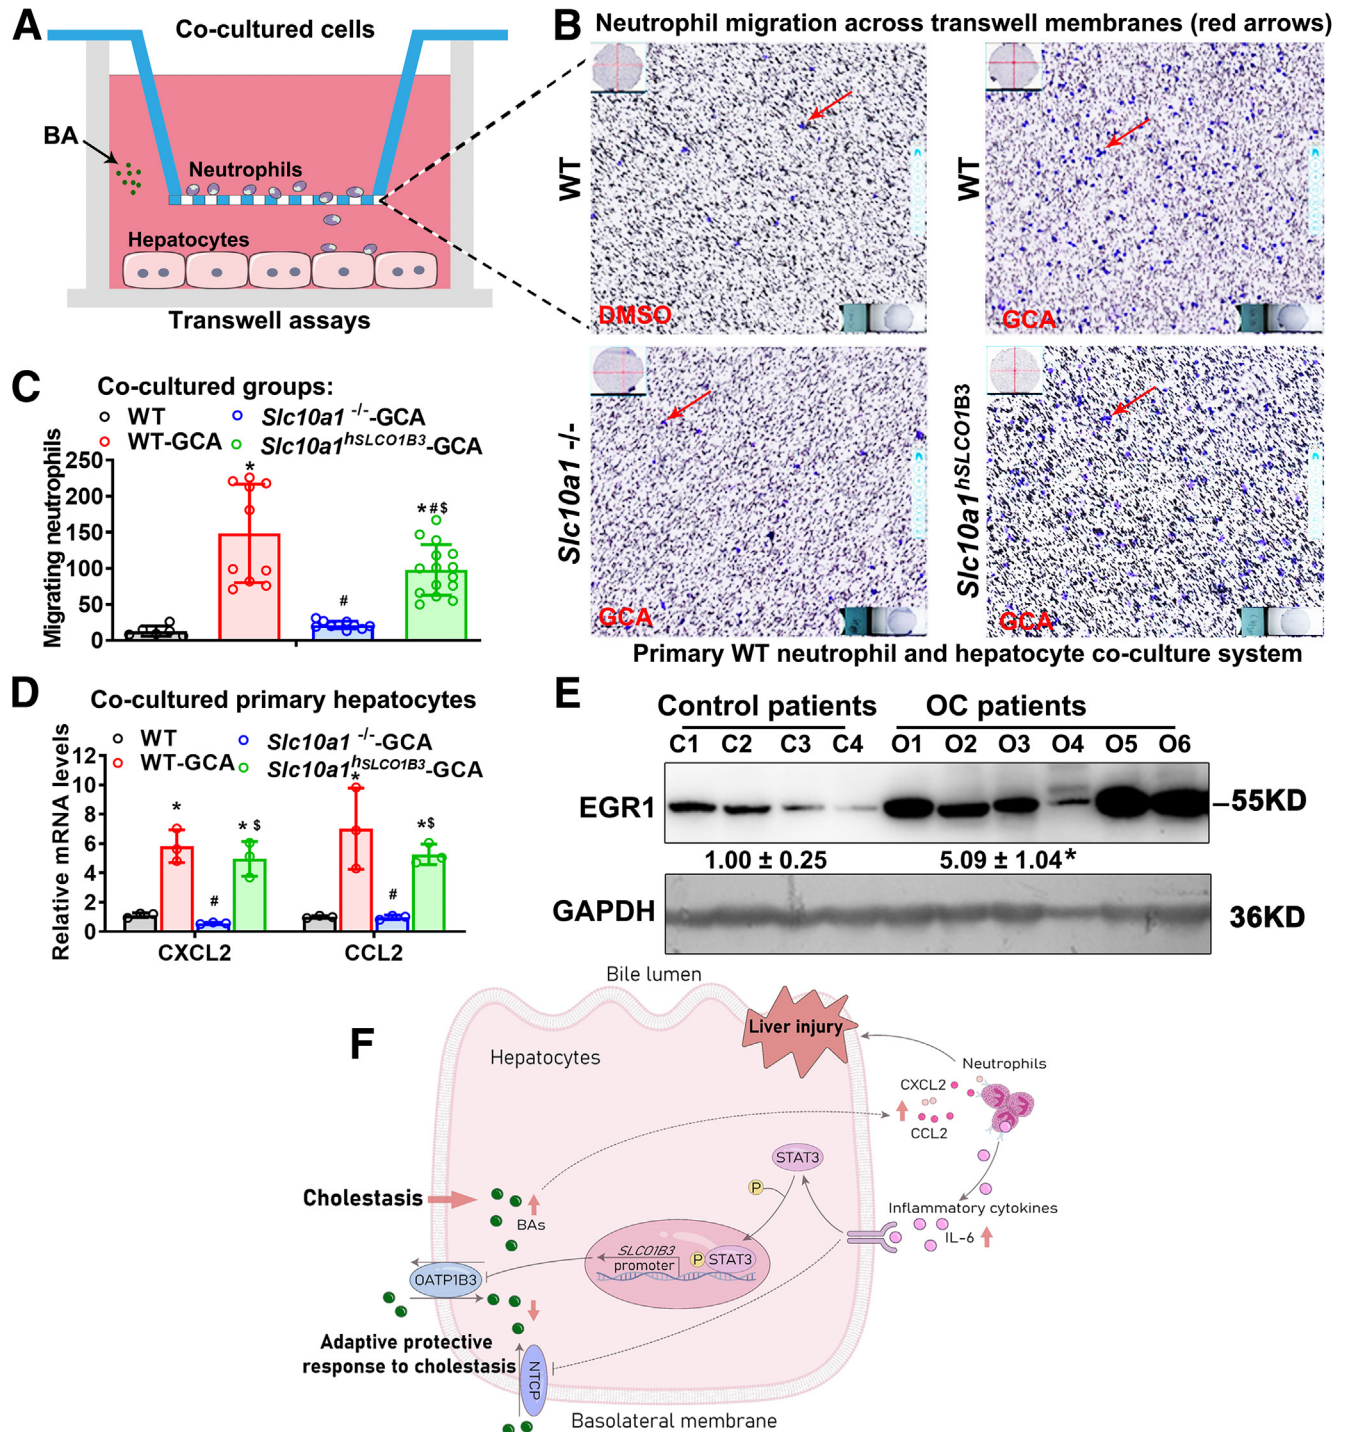 A
Co-cultured cells
BA
Neutrophils
Hepatocytes
Transwell assays
B
Neutrophil migration across transwell membranes (red arrows)
WT
DMSO
WT
GCA
Slc10a1 -/-
GCA
Slc10a1hSLCO1B3
GCA
Primary WT neutrophil and hepatocyte co-culture system
C
Co-cultured groups:
WT
Slc10a1 -/--GCA
WT-GCA
Slc10a1hSLCO1B3-GCA
Migrating neutrophils
250
200
150
100
50
0
*
#
*#$
D
Co-cultured primary hepatocytes
WT
Slc10a1 -/--GCA
WT-GCA
Slc10a1hSLCO1B3-GCA
Relative mRNA levels
12
10
8
6
4
2
0
*
#
* $
*
#
*$
CXCL2
CCL2
E
Control patients
OC patients
C1 C2 C3 C4 O1 O2 O3 O4 O5 O6
EGR1
55KD
1.00 ± 0.25
5.09 ± 1.04*
GAPDH
36KD
F
Bile lumen
Liver injury
Hepatocytes
Neutrophils
CXCL2
CCL2
STAT3
P
Cholestasis
BAs
Inflammatory cytokines
IL-6
SLCO1B3
promoter
P
STAT3
OATP1B3
Adaptive protective
response to cholestasis
NTCP
Basolateral membrane